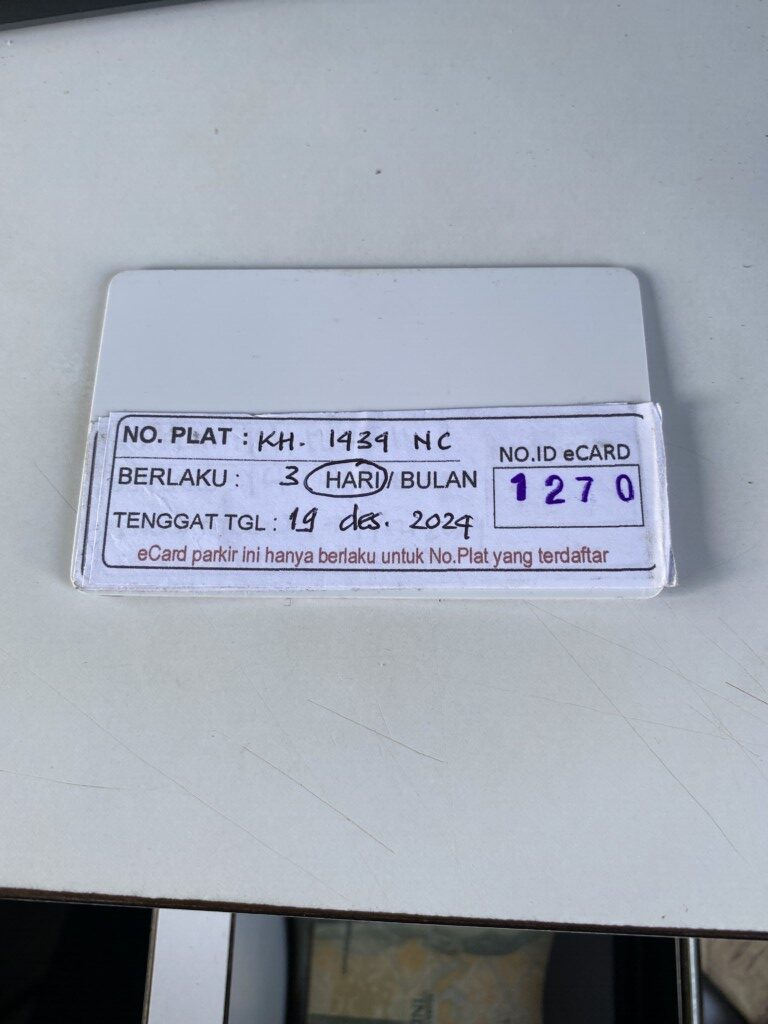 NO. PLAT : KH. 1434 NC
BERLAKU : 3 HARI / BULAN
TENGGAT TGL : 19 des. 2024
NO.ID eCARD
1270
eCard parkir ini hanya berlaku untuk No.Plat yang terdaftar